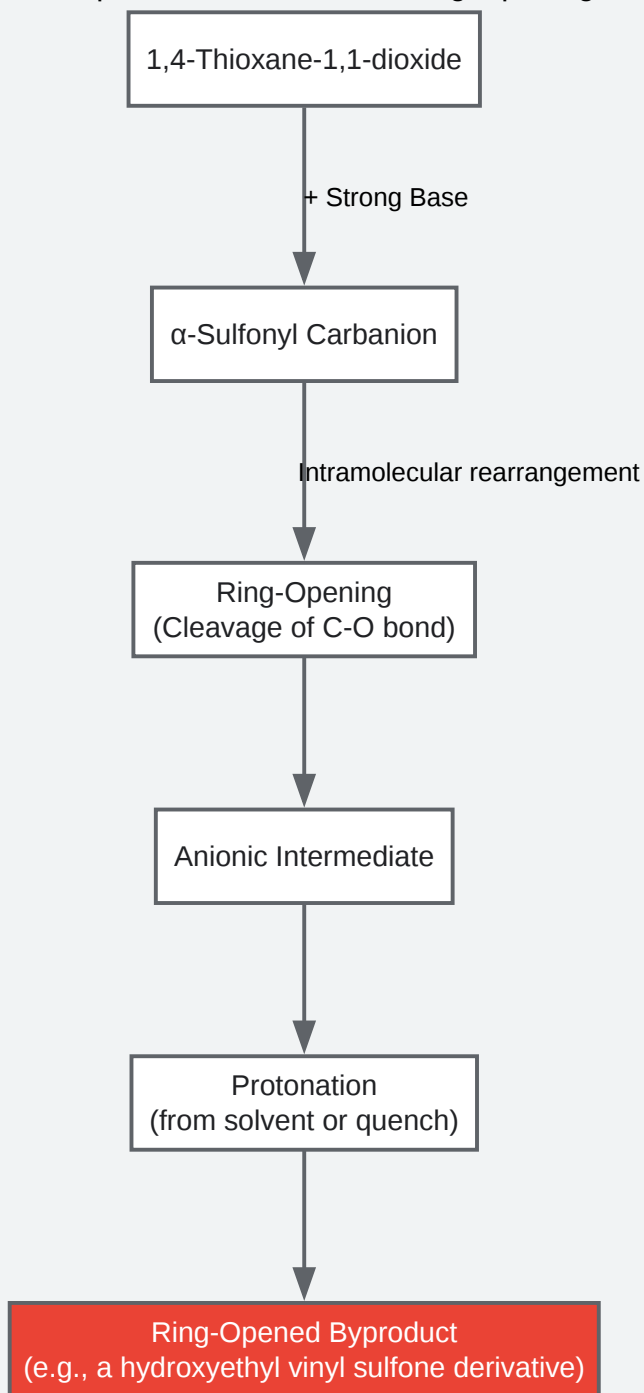 1,4-Thioxane-1,1-dioxide
+ Strong Base
α-Sulfonyl Carbanion
Intramolecular rearrangement
Ring-Opening
(Cleavage of C-O bond)
Anionic Intermediate
Protonation
(from solvent or quench)
Ring-Opened Byproduct
(e.g., a hydroxyethyl vinyl sulfone derivative)